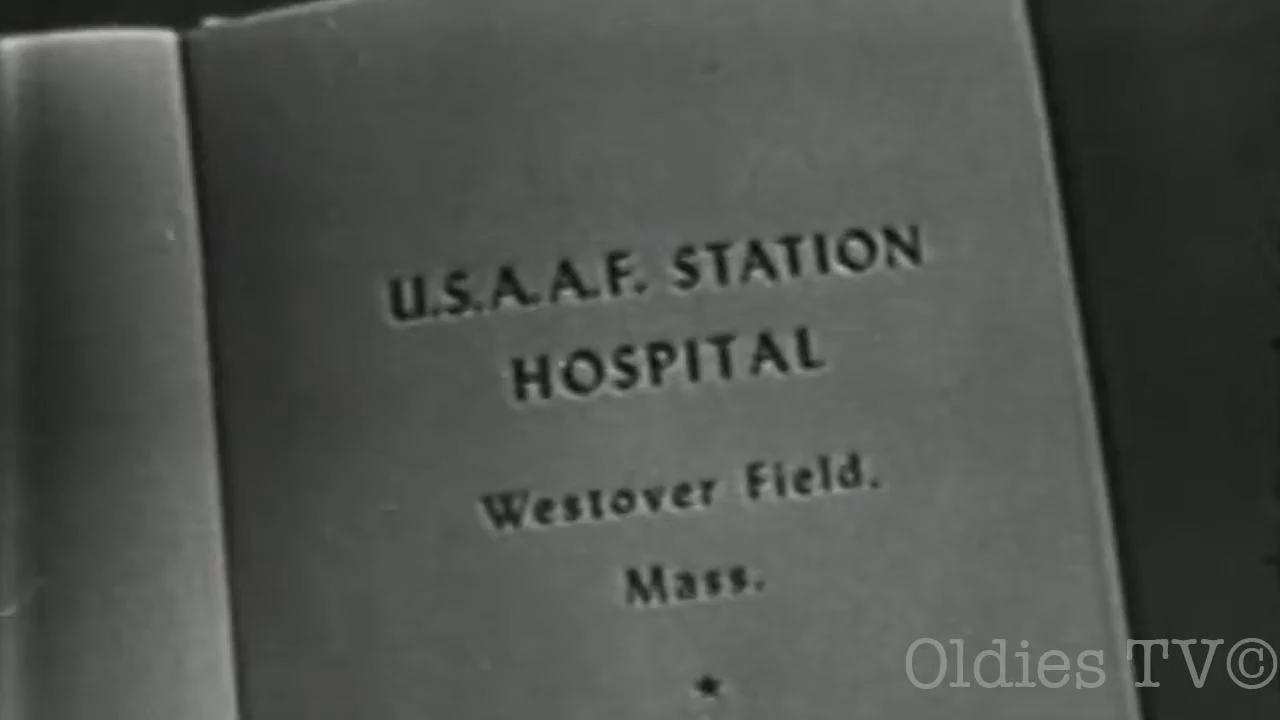 U.S.A.A.F. STATION
HOSPITAL
Westover Field.
Mass.
Oldies TV©